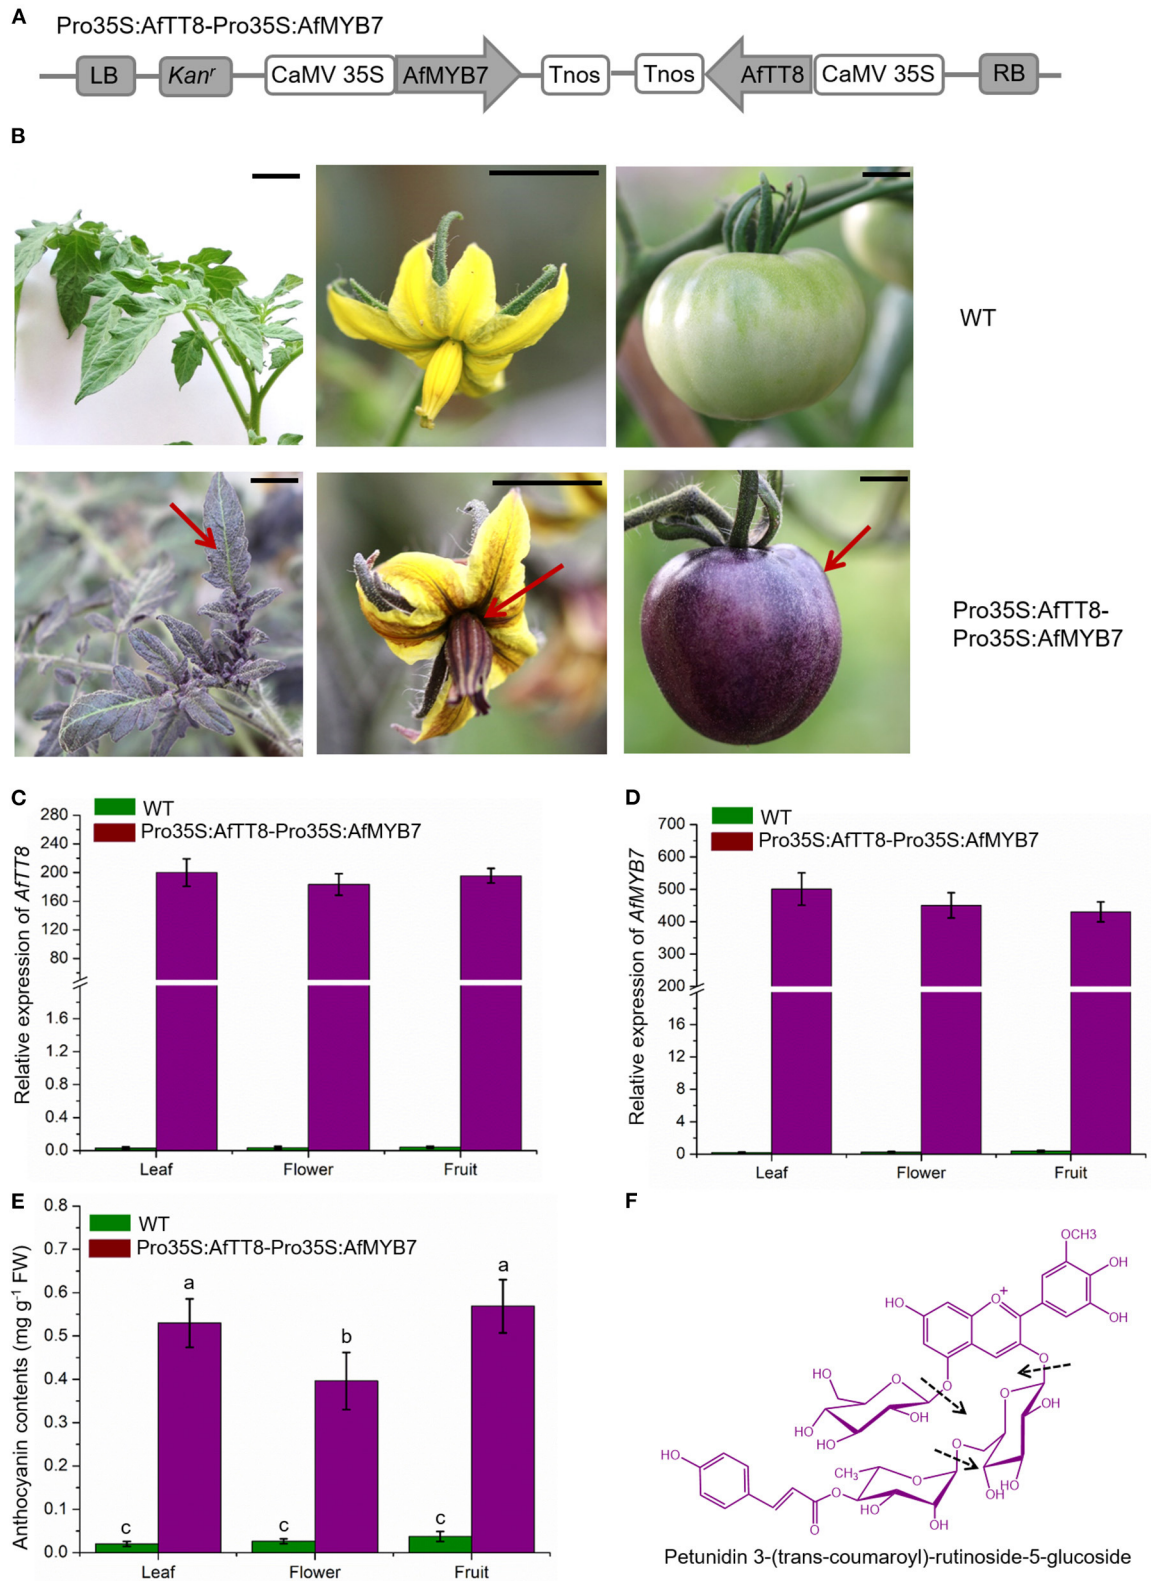 A
Pro35S:AfTT8-Pro35S:AfMYB7
LB Kanʳ CaMV 35S AfMYB7 Tnos Tnos AfTT8 CaMV 35S RB
B
WT
Pro35S:AfTT8-
Pro35S:AfMYB7
C
WT
Pro35S:AfTT8-Pro35S:AfMYB7
Relative expression of AfTT8
280
240
200
160
120
80
1.6
1.2
0.8
0.4
0.0
Leaf Flower Fruit
D
WT
Pro35S:AfTT8-Pro35S:AfMYB7
Relative expression of AfMYB7
700
600
500
400
300
200
16
12
8
4
0
Leaf Flower Fruit
E
WT
Pro35S:AfTT8-Pro35S:AfMYB7
Anthocyanin contents (mg g⁻¹ FW)
0.8
0.7
0.6
0.5
0.4
0.3
0.2
0.1
0.0
a
b
a
c c c
Leaf Flower Fruit
F
OCH3
OH
HO
O+
OH
O
HO
O
O
O
OH
OH
HO
HO
O
HO
HO
OH
CH₃
O
O
HO
O
OH
Petunidin 3-(trans-coumaroyl)-rutinoside-5-glucoside